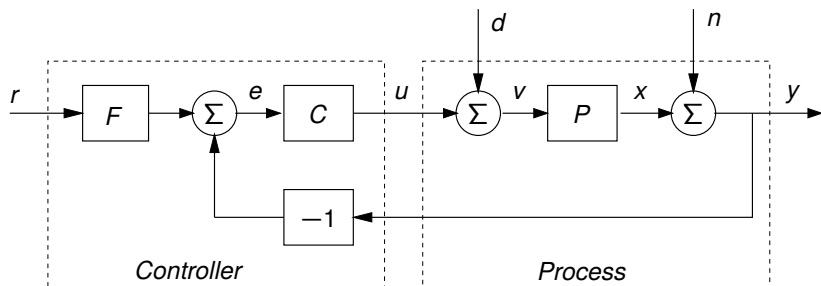 d
n
r
F
Σ
e
C
u
Σ
v
P
x
Σ
y
−1
Controller
Process